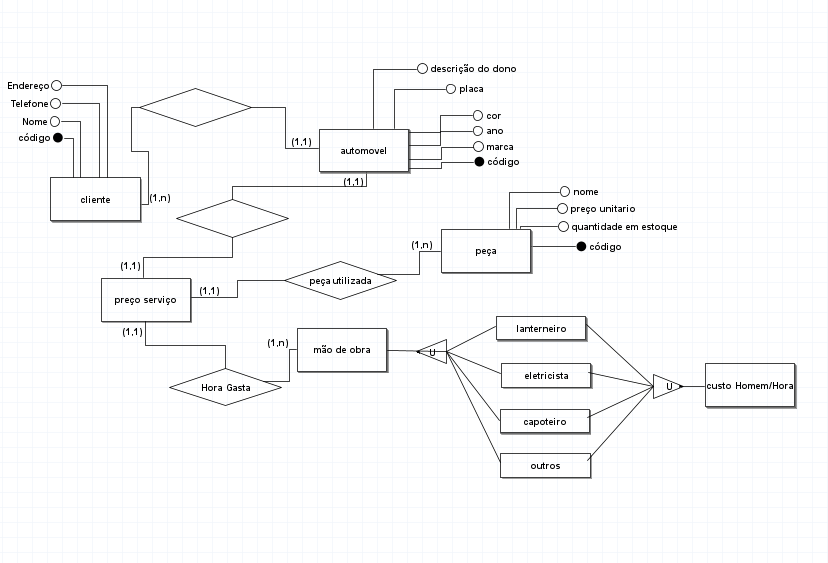 descrição do dono
placa
Endereço
Telefone
Nome
código
cor
ano
marca
código
(1,1)
automovel
(1,1)
cliente
(1,n)
nome
preço unitario
quantidade em estoque
código
(1,n)
peça
(1,1)
peça utilizada
(1,1)
preço serviço
(1,1)
(1,n)
mão de obra
Hora Gasta
U
lanterneiro
eletricista
capoteiro
outros
U
custo Homem/Hora